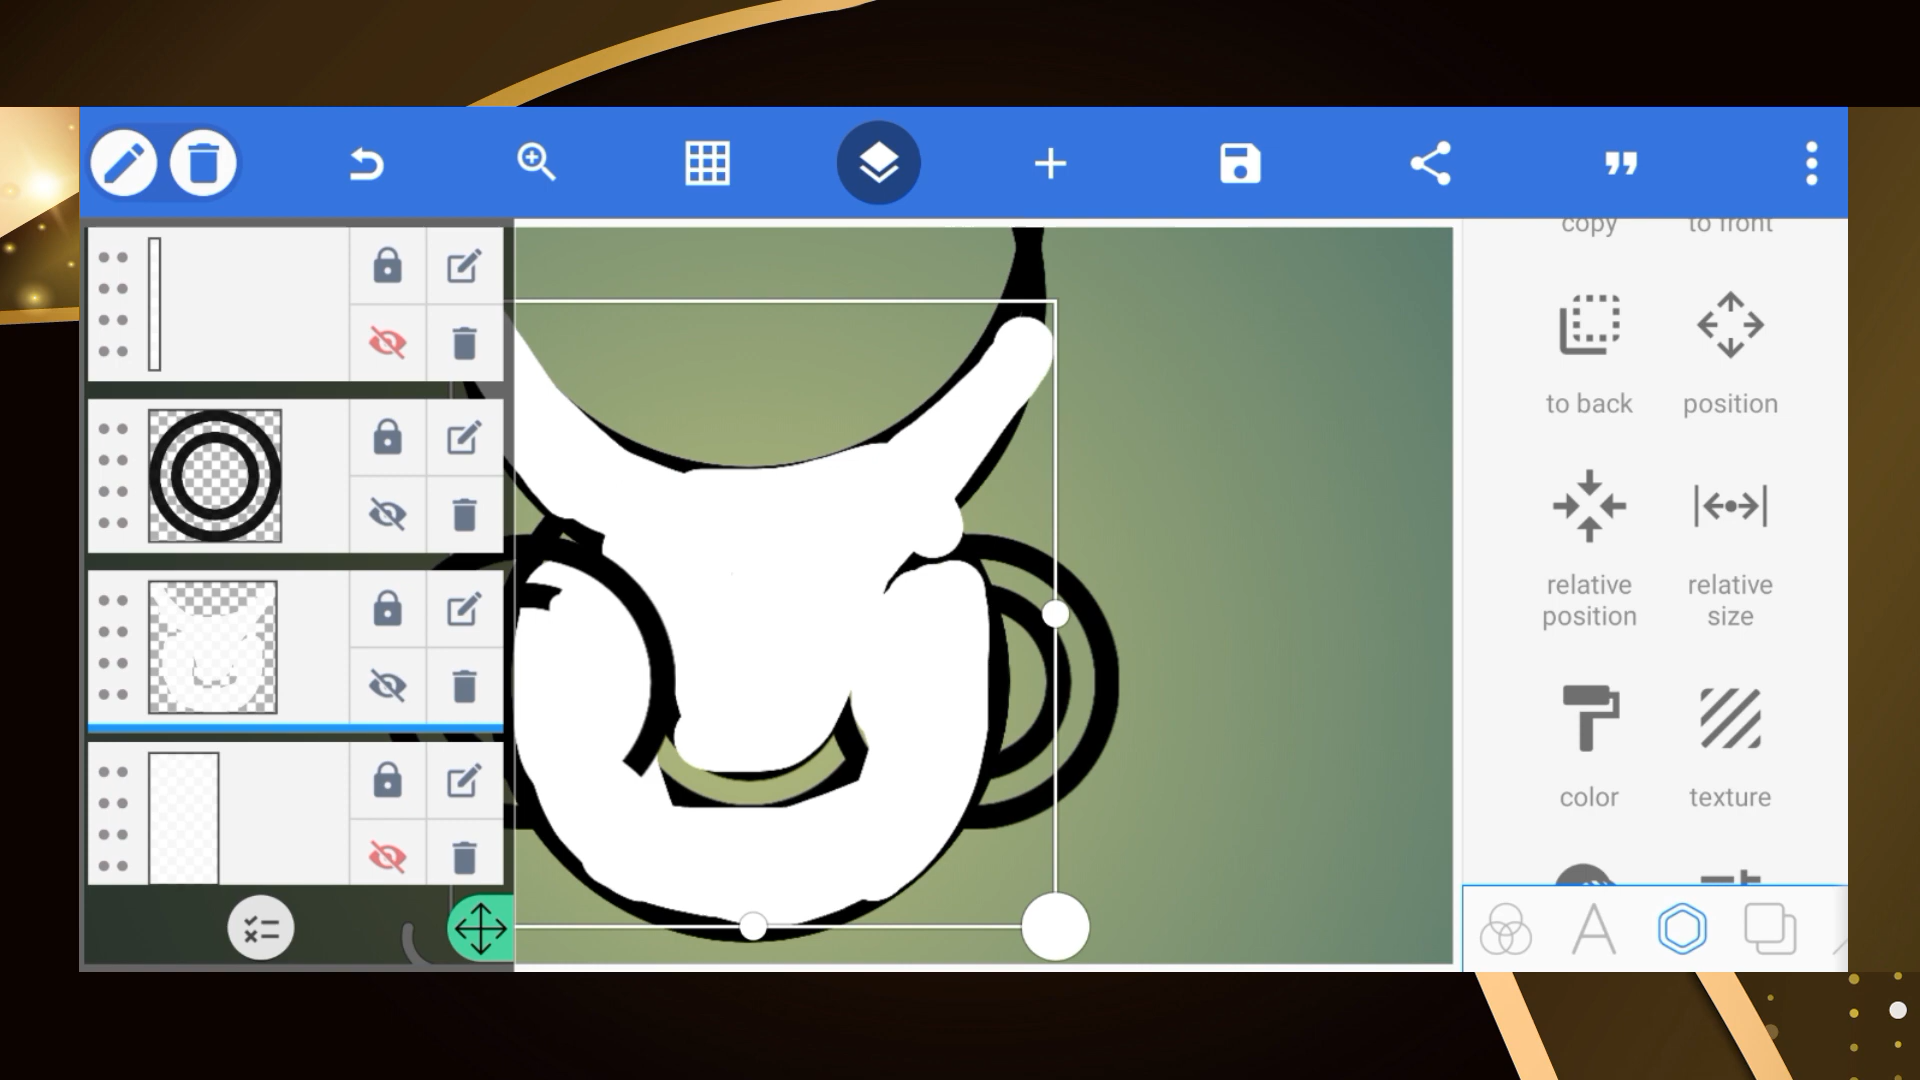 copy
to front
to back
position
relative
position
relative
size
color
texture